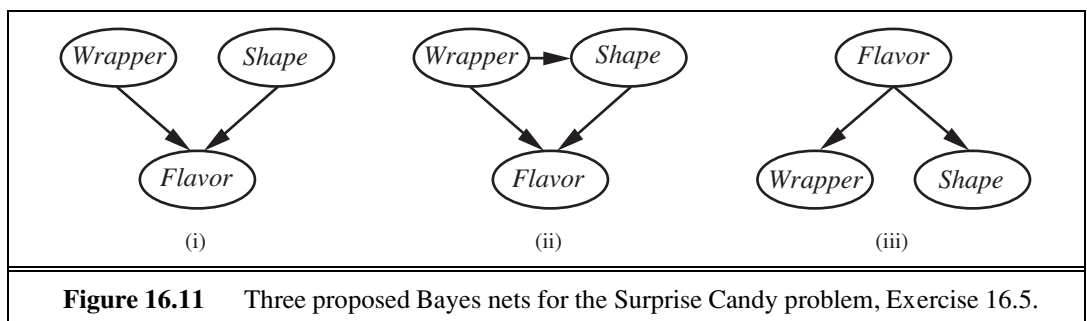 Wrapper Shape Wrapper Shape Flavor
Flavor Flavor Wrapper Shape
(i) (ii) (iii)
Figure 16.11 Three proposed Bayes nets for the Surprise Candy problem, Exercise 16.5.